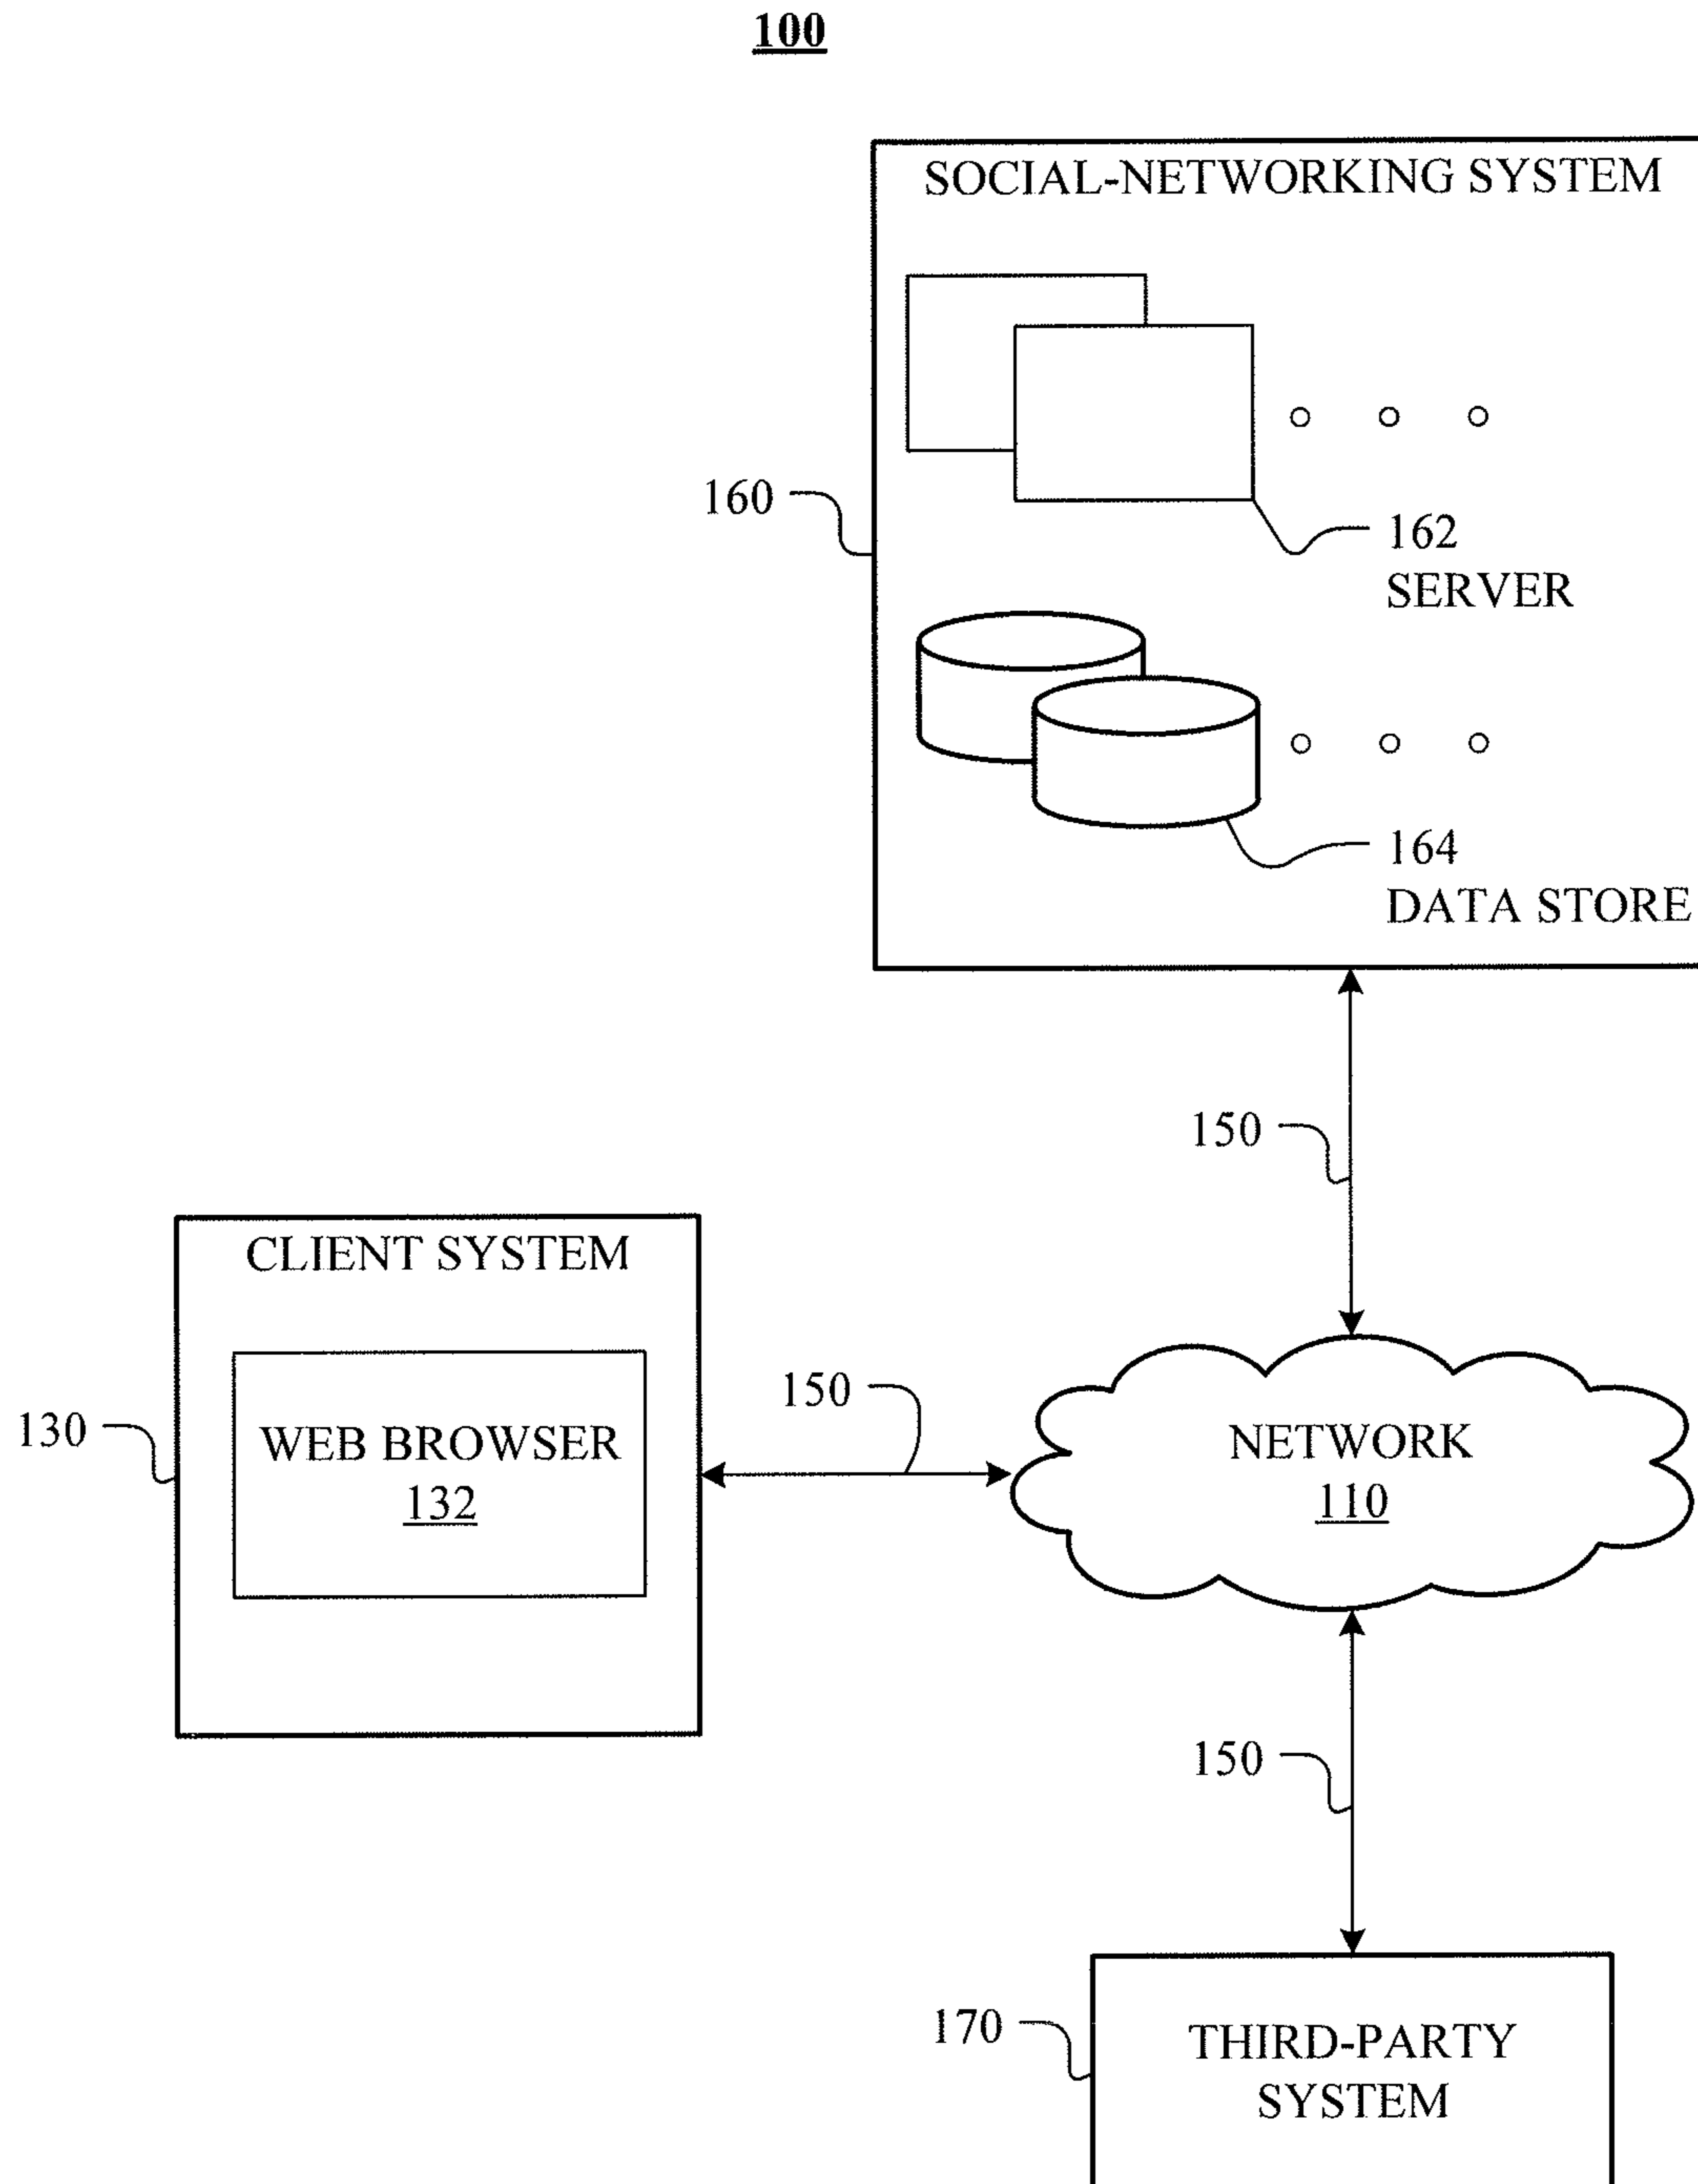 100
SOCIAL-NETWORKING SYSTEM
160
162
SERVER
164
DATA STORE
150
CLIENT SYSTEM
130
WEB BROWSER
132
150
NETWORK
110
150
170
THIRD-PARTY
SYSTEM